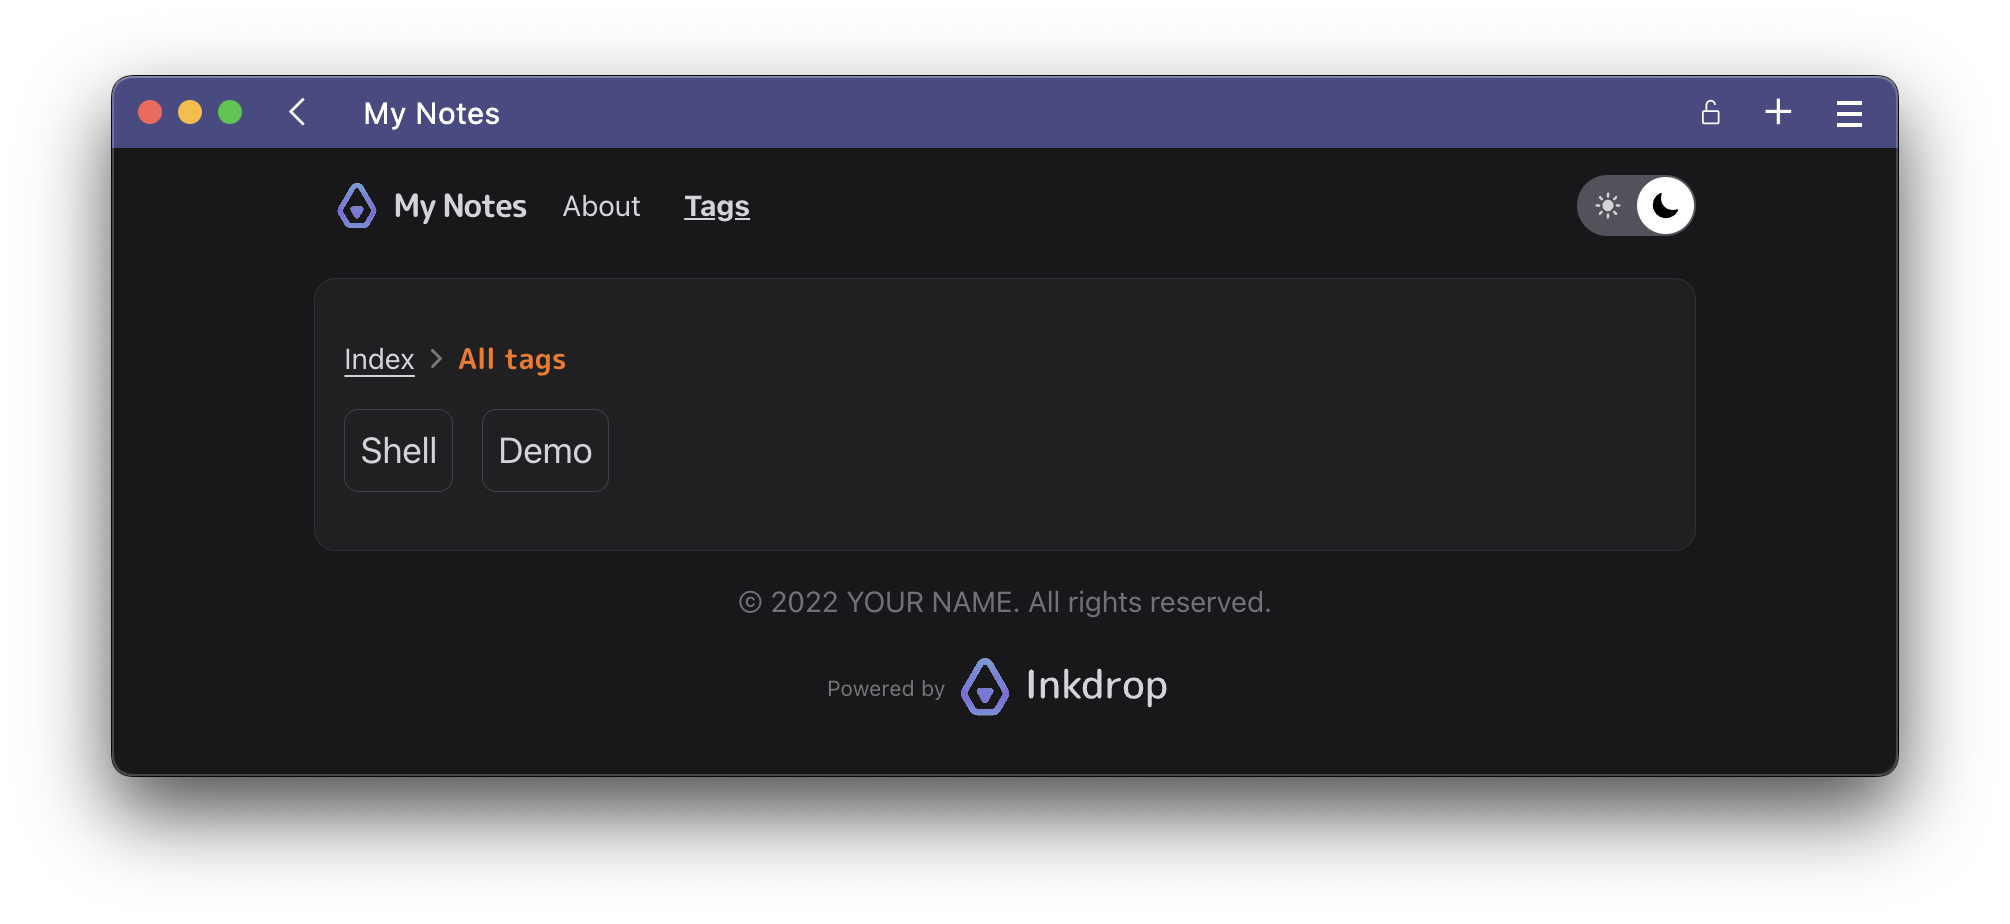 My Notes
My Notes About Tags
Index > All tags
Shell Demo
© 2022 YOUR NAME. All rights reserved.
Powered by Inkdrop